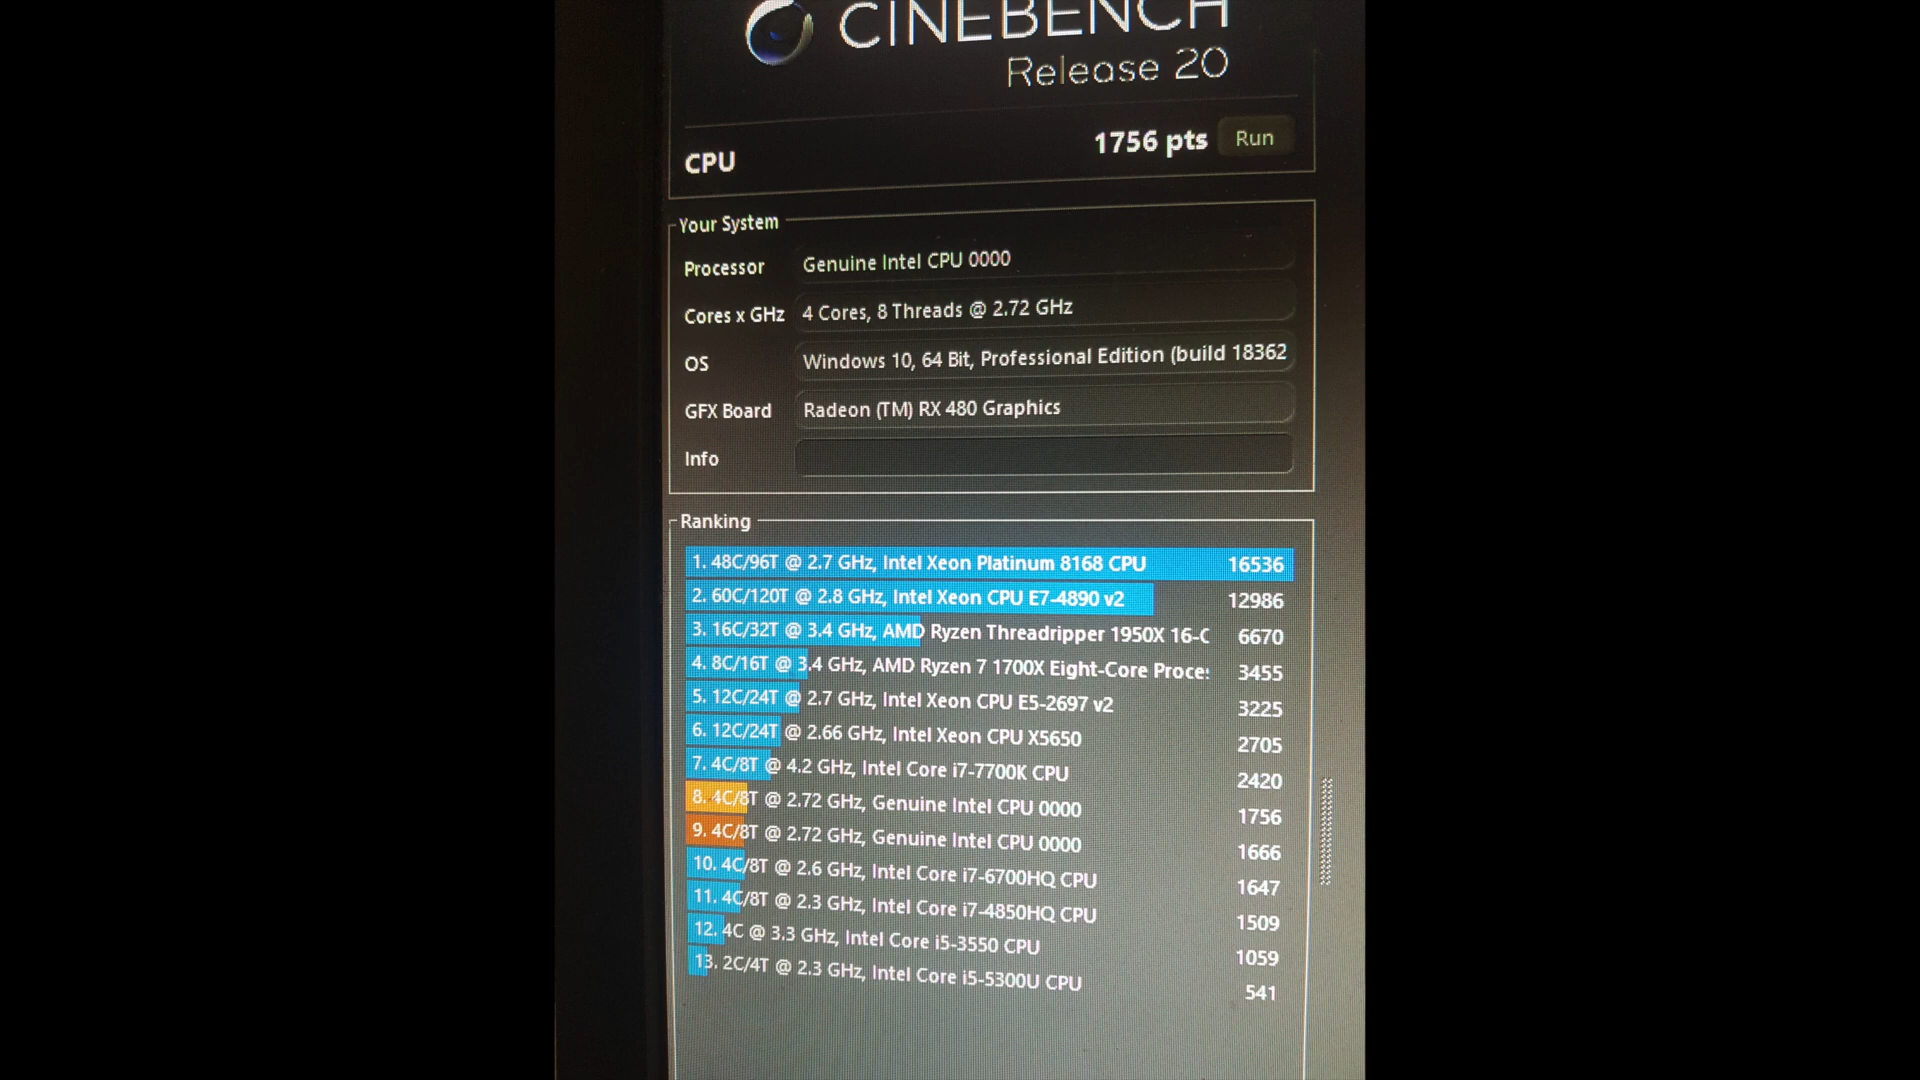 CINEBENCH
Release 20
CPU 1756 pts Run
Your System
Processor Genuine Intel CPU 0000
Cores x GHz 4 Cores, 8 Threads @ 2.72 GHz
OS Windows 10, 64 Bit, Professional Edition (build 18362
GFX Board Radeon (TM) RX 480 Graphics
Info
Ranking
1. 48C/96T @ 2.7 GHz, Intel Xeon Platinum 8168 CPU 16536
2. 60C/120T @ 2.8 GHz, Intel Xeon CPU E7-4890 v2 12986
3. 16C/32T @ 3.4 GHz, AMD Ryzen Threadripper 1950X 16-C 6670
4. 8C/16T @ 3.4 GHz, AMD Ryzen 7 1700X Eight-Core Proce 3455
5. 12C/24T @ 2.7 GHz, Intel Xeon CPU E5-2697 v2 3225
6. 12C/24T @ 2.66 GHz, Intel Xeon CPU X5650 2705
7. 4C/8T @ 4.2 GHz, Intel Core i7-7700K CPU 2420
8. 4C/8T @ 2.72 GHz, Genuine Intel CPU 0000 1756
9. 4C/8T @ 2.72 GHz, Genuine Intel CPU 0000 1666
10. 4C/8T @ 2.6 GHz, Intel Core i7-6700HQ CPU 1647
11. 4C/8T @ 2.3 GHz, Intel Core i7-4850HQ CPU 1509
12. 4C @ 3.3 GHz, Intel Core i5-3550 CPU 1059
13. 2C/4T @ 2.3 GHz, Intel Core i5-5300U CPU 541